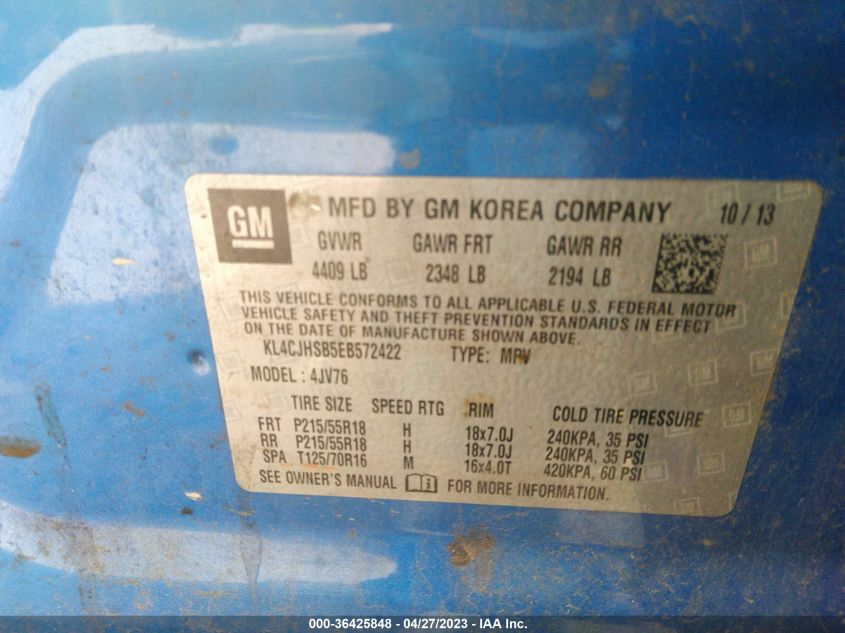 GM
MFD BY GM KOREA COMPANY 10/13
GVWR GAWR FRT GAWR RR
4409 LB 2348 LB 2194 LB
THIS VEHICLE CONFORMS TO ALL APPLICABLE U.S. FEDERAL MOTOR
VEHICLE SAFETY AND THEFT PREVENTION STANDARDS IN EFFECT
ON THE DATE OF MANUFACTURE SHOWN ABOVE.
KL4CJHSB5EB572422 TYPE: MPV
MODEL: 4JV76
TIRE SIZE SPEED RTG RIM COLD TIRE PRESSURE
FRT P215/55R18 H 18x7.0J 240KPA, 35 PSI
RR P215/55R18 H 18x7.0J 240KPA, 35 PSI
SPA T125/70R16 M 16x4.0T 420KPA, 60 PSI
SEE OWNER'S MANUAL FOR MORE INFORMATION.
000-36425848 - 04/27/2023 - IAA Inc.